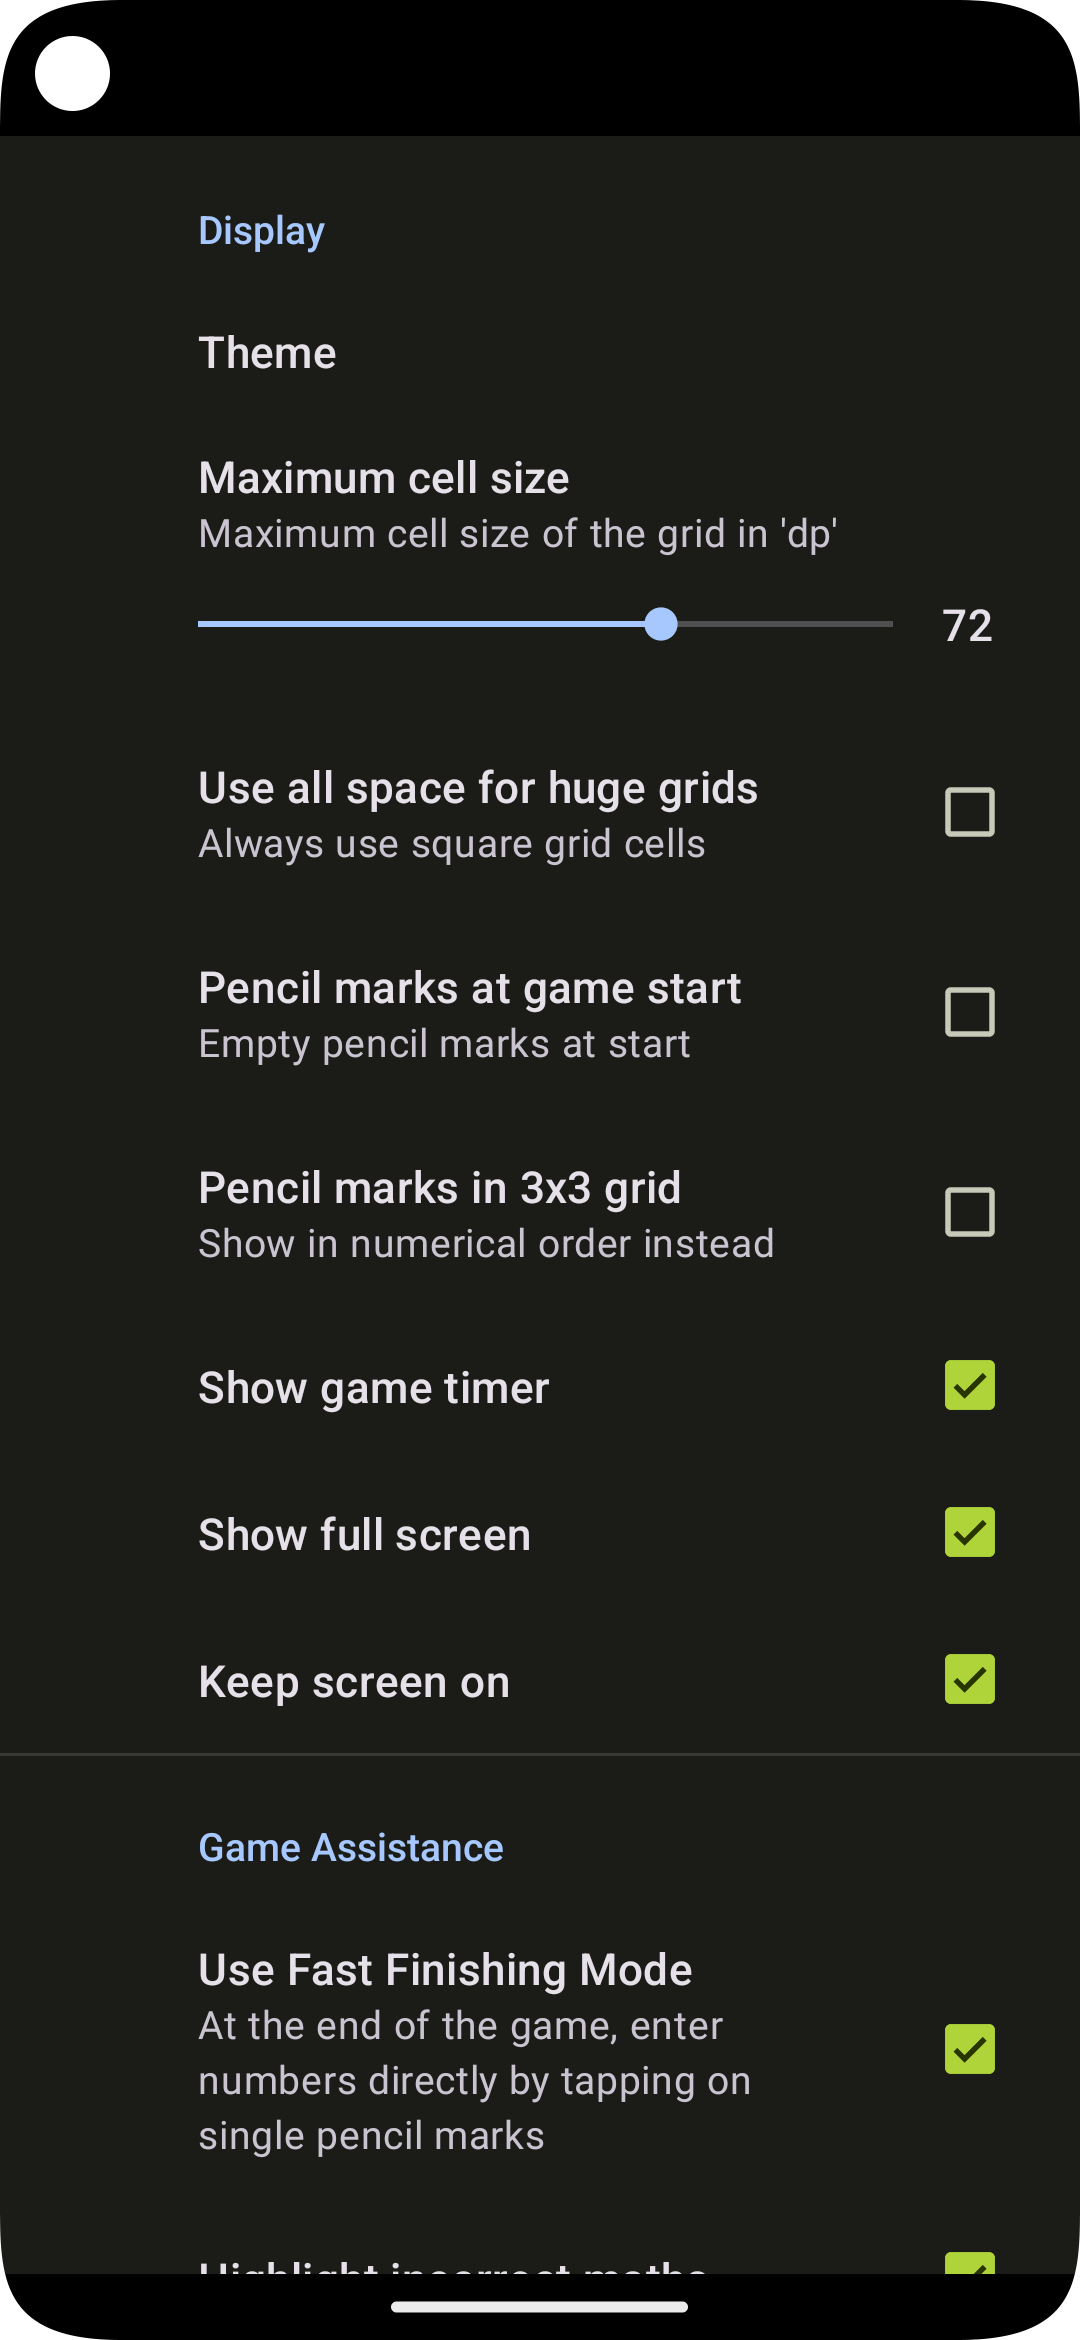 Display
Theme
Maximum cell size
Maximum cell size of the grid in 'dp'
72
Use all space for huge grids
Always use square grid cells
Pencil marks at game start
Empty pencil marks at start
Pencil marks in 3x3 grid
Show in numerical order instead
Show game timer
Show full screen
Keep screen on
Game Assistance
Use Fast Finishing Mode
At the end of the game, enter
numbers directly by tapping on
single pencil marks
Highlight incorrect maths